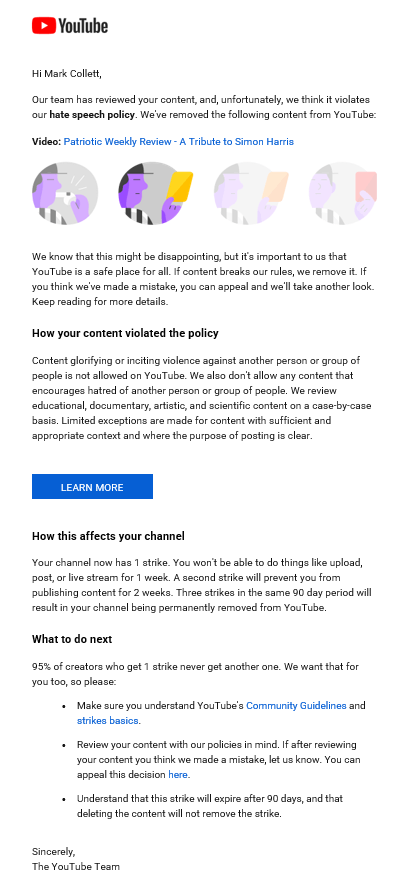 YouTube
Hi Mark Collett,
Our team has reviewed your content, and, unfortunately, we think it violates
our hate speech policy. We've removed the following content from YouTube:
Video: Patriotic Weekly Review - A Tribute to Simon Harris
We know that this might be disappointing, but it's important to us that
YouTube is a safe place for all. If content breaks our rules, we remove it. If
you think we've made a mistake, you can appeal and we'll take another look.
Keep reading for more details.
How your content violated the policy
Content glorifying or inciting violence against another person or group of
people is not allowed on YouTube. We also don't allow any content that
encourages hatred of another person or group of people. We review
educational, documentary, artistic, and scientific content on a case-by-case
basis. Limited exceptions are made for content with sufficient and
appropriate context and where the purpose of posting is clear.
LEARN MORE
How this affects your channel
Your channel now has 1 strike. You won't be able to do things like upload,
post, or live stream for 1 week. A second strike will prevent you from
publishing content for 2 weeks. Three strikes in the same 90 day period will
result in your channel being permanently removed from YouTube.
What to do next
95% of creators who get 1 strike never get another one. We want that for
you too, so please:
• Make sure you understand YouTube's Community Guidelines and
strikes basics.
• Review your content with our policies in mind. If after reviewing
your content you think we made a mistake, let us know. You can
appeal this decision here.
• Understand that this strike will expire after 90 days, and that
deleting the content will not remove the strike.
Sincerely,
The YouTube Team